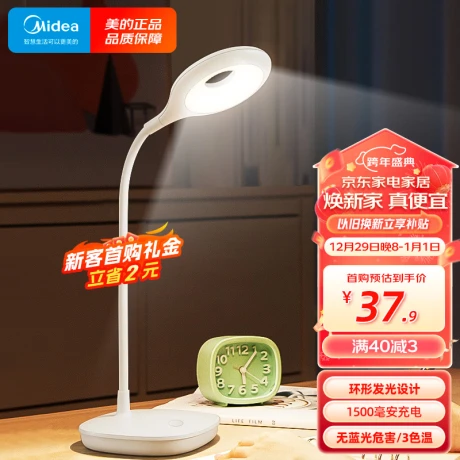 Midea
智慧生活可以更美的
美的正品
品质保障
新客首购礼金
立省2元
跨年盛典
京东家电家居
焕新家 真便宜
以旧换新立享补贴
12月29日晚8-1月1日
首购预估到手价
¥37.9
满40减3
环形发光设计
1500毫安充电
无蓝光危害/3色温
LIFE FILM